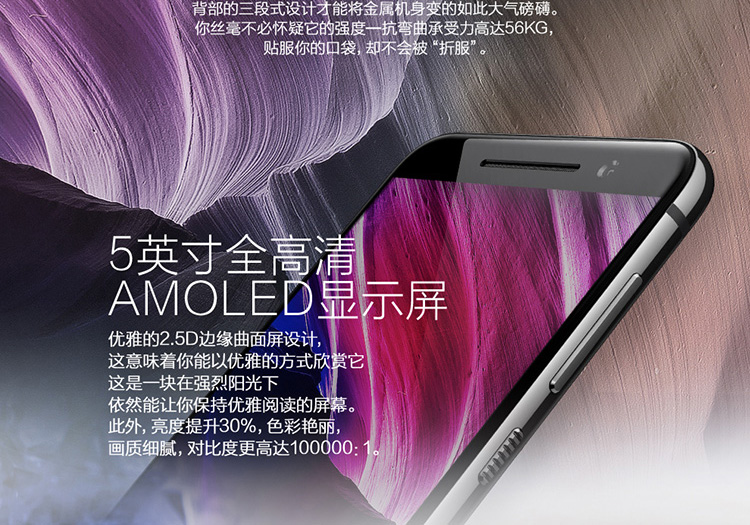 背部的三段式设计才能将金属机身变的如此大气磅礴。
你丝毫不必怀疑它的强度—抗弯曲承受力高达56KG,
贴服你的口袋, 却不会被“折服”。
5英寸全高清
AMOLED显示屏
优雅的2.5D边缘曲面屏设计,
这意味着你能以优雅的方式欣赏它
这是一块在强烈阳光下
依然能让你保持优雅阅读的屏幕。
此外, 亮度提升30%, 色彩艳丽,
画质细腻, 对比度更高达100000:1。